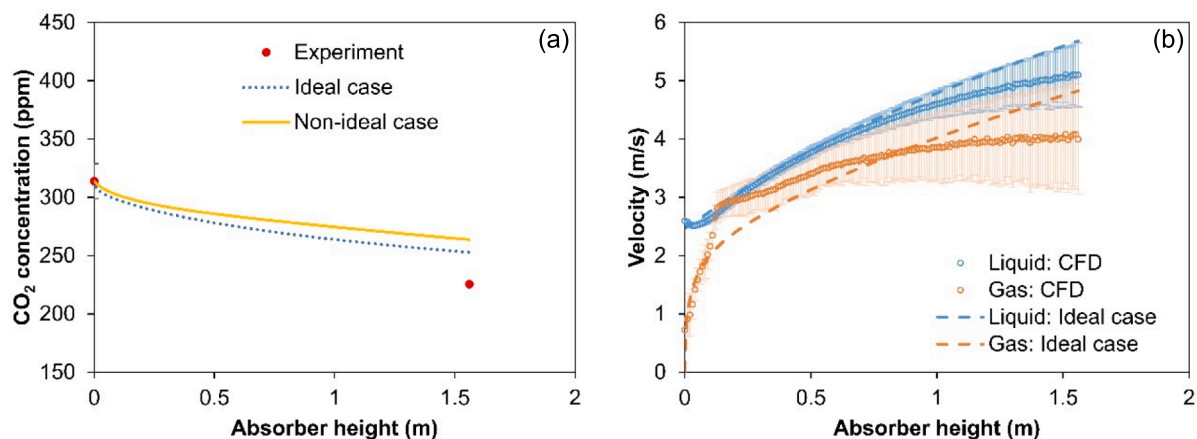 (a)
450
400
350
300
250
200
150
CO2 concentration (ppm)
Experiment
Ideal case
Non-ideal case
0
0.5
1
1.5
2
Absorber height (m)
(b)
6
5
4
3
2
1
0
Velocity (m/s)
Liquid: CFD
Gas: CFD
Liquid: Ideal case
Gas: Ideal case
0
0.5
1
1.5
2
Absorber height (m)